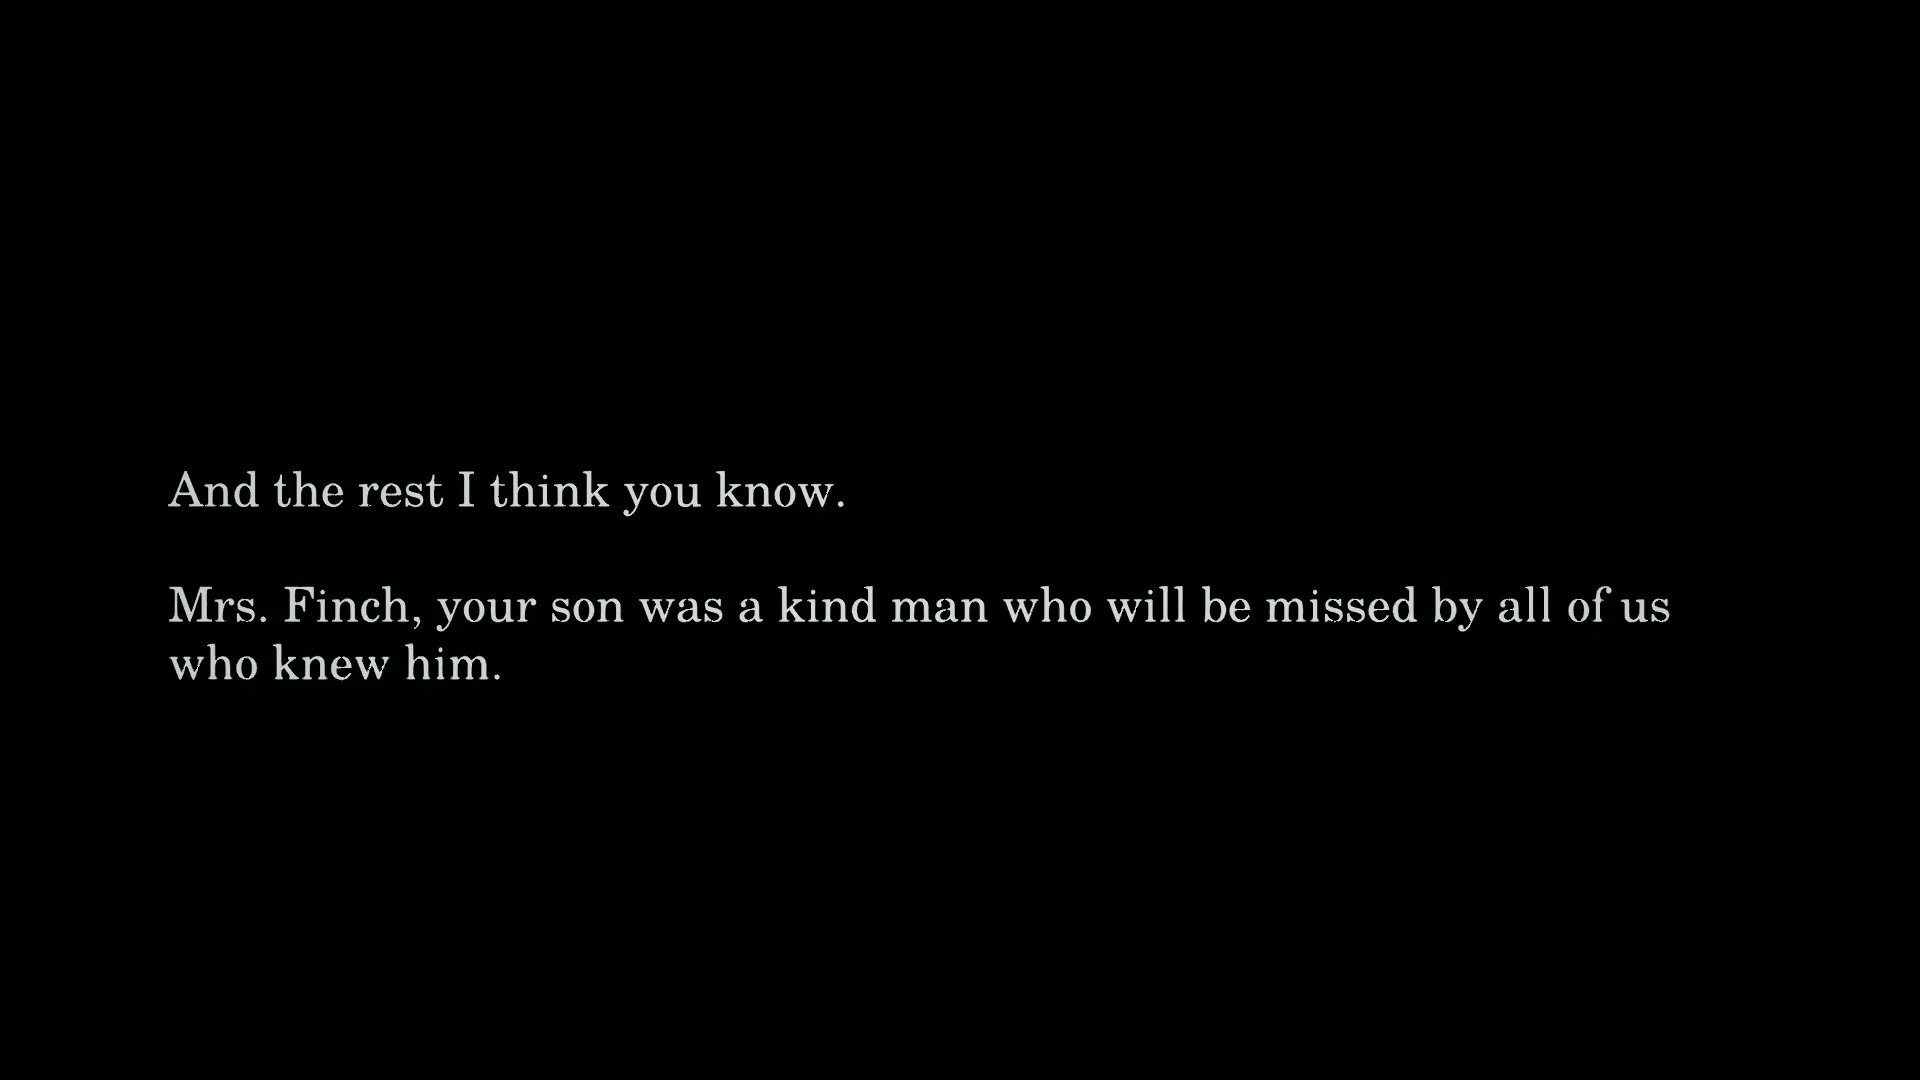 And the rest I think you know.
Mrs. Finch, your son was a kind man who will be missed by all of us
who knew him.